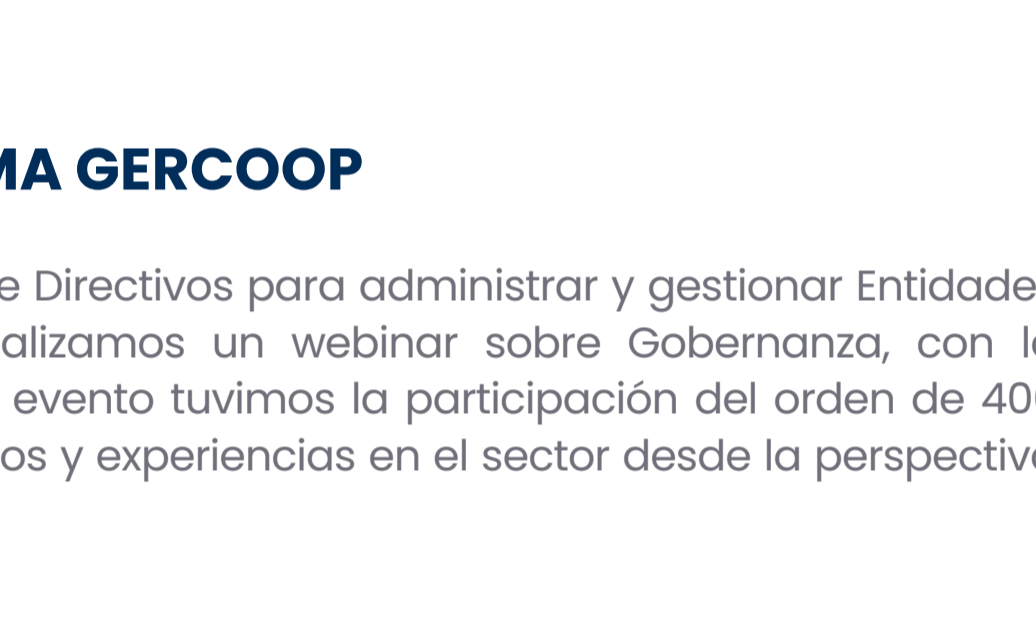 MA GERCOOP
e Directivos para administrar y gestionar Entidade
alizamos un webinar sobre Gobernanza, con l
evento tuvimos la participación del orden de 40
os y experiencias en el sector desde la perspectiv